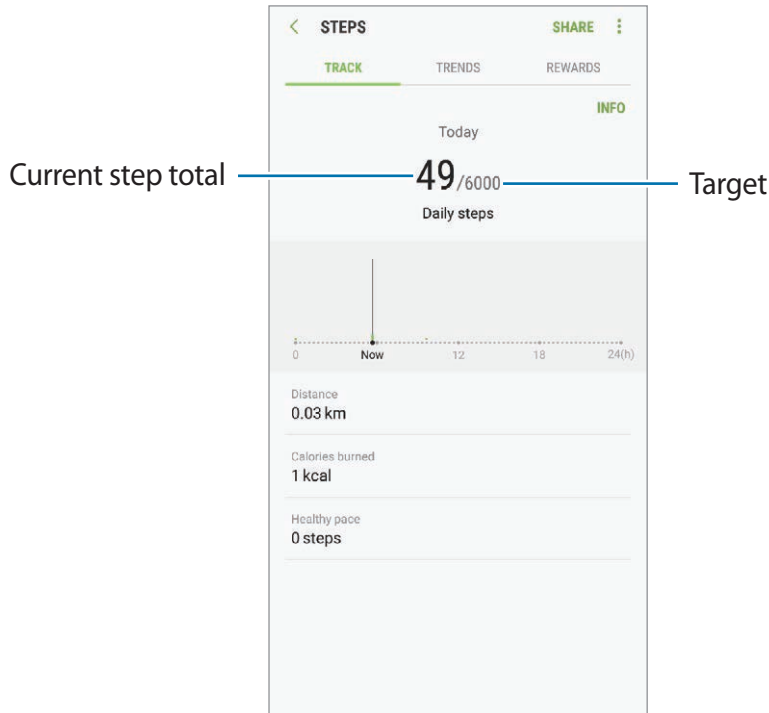 STEPS SHARE
TRACK TRENDS REWARDS
INFO
Today
Current step total 49/6000 Target
Daily steps
0 Now 12 18 24(h)
Distance
0.03 km
Calories burned
1 kcal
Healthy pace
0 steps